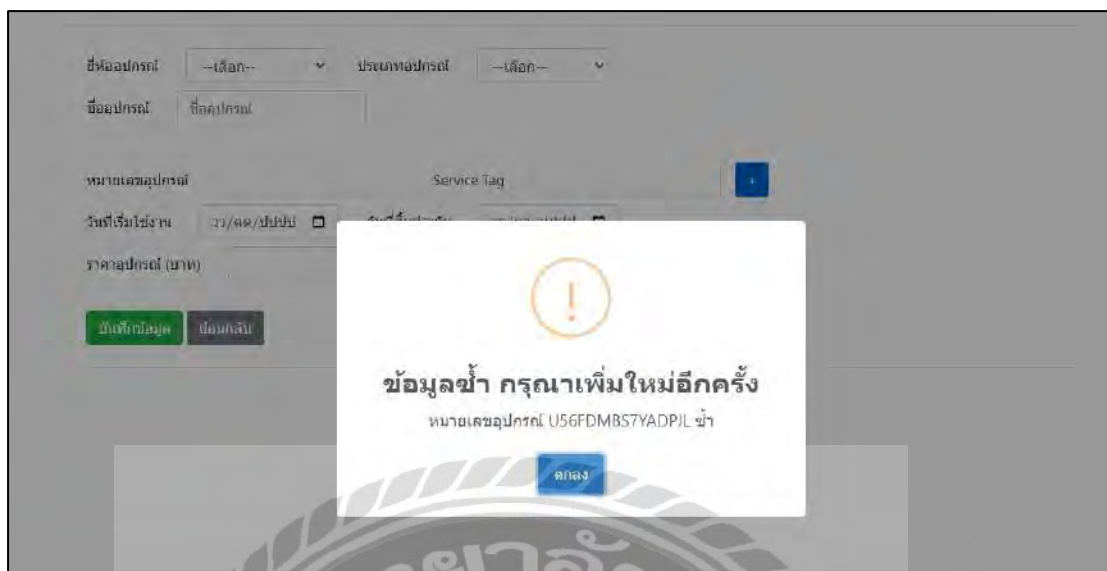 ยี่ห้ออุปกรณ์ --เลือก-- ประเภทอุปกรณ์ --เลือก--
ชื่ออุปกรณ์ ชื่ออุปกรณ์
หมายเลขอุปกรณ์ Service Tag +
วันที่เริ่มใช้งาน วว/ดด/ปปปป
ราคาอุปกรณ์ (บาท)
บันทึกข้อมูล ย้อนกลับ
ข้อมูลซ้ำ กรุณาเพิ่มใหม่อีกครั้ง
หมายเลขอุปกรณ์ U56FDMBS7YADPJL ซ้ำ
ตกลง